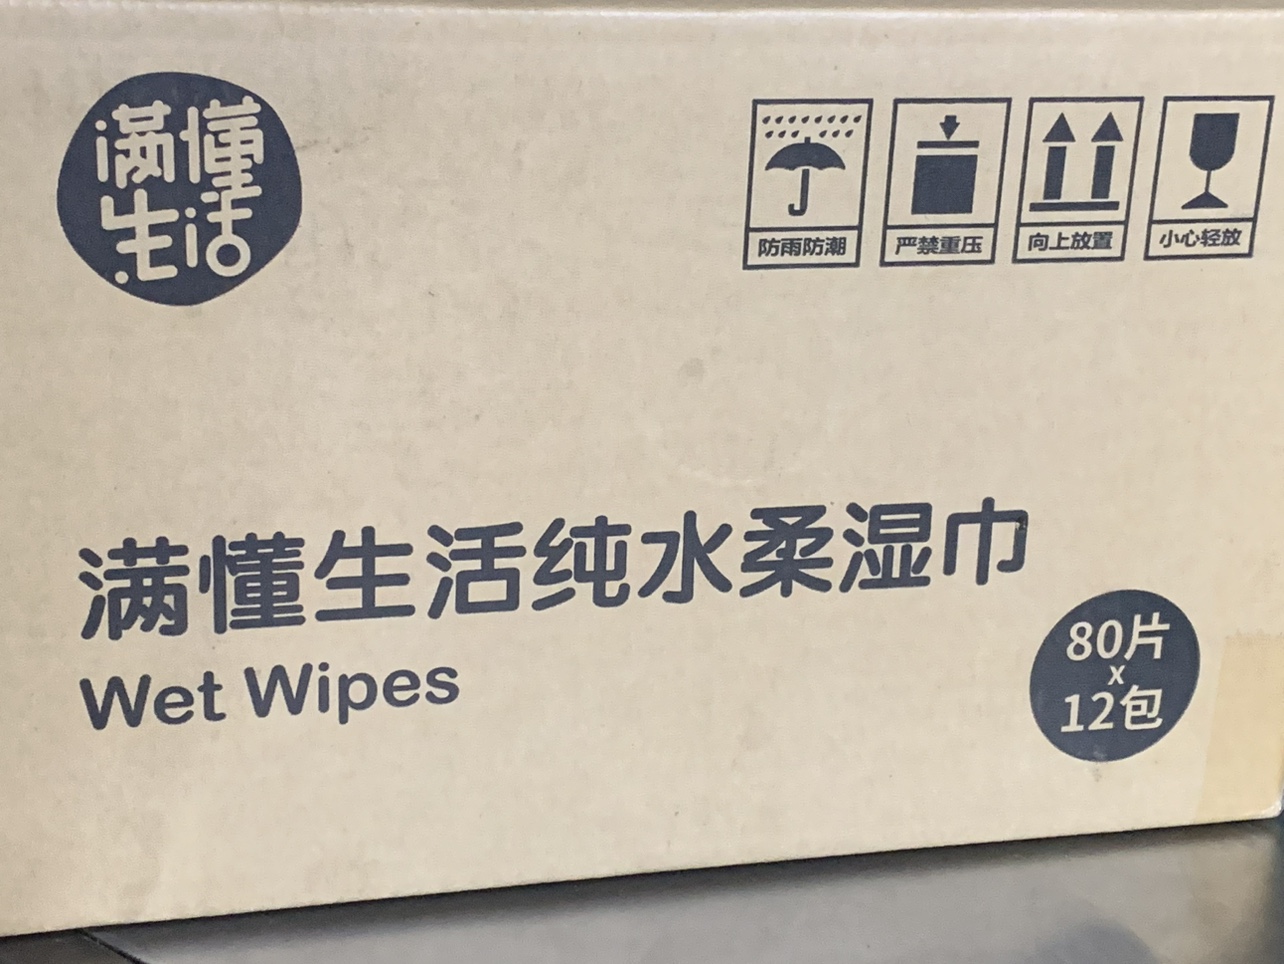 满懂
生活
防雨防潮
严禁重压
向上放置
小心轻放
满懂生活纯水柔湿巾
Wet Wipes
80片
x
12包